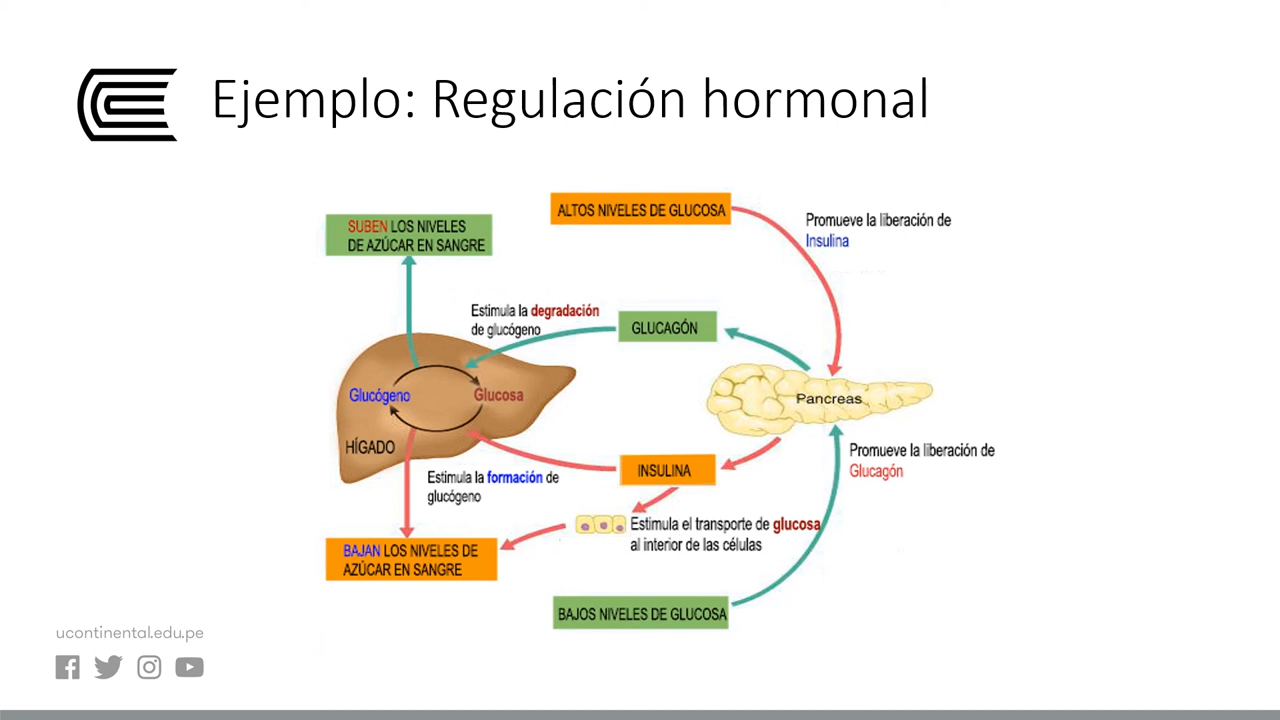 Ejemplo: Regulación hormonal
ALTOS NIVELES DE GLUCOSA
Promueve la liberación de
Insulina
SUBEN LOS NIVELES
DE AZÚCAR EN SANGRE
Estimula la degradación
de glucógeno
GLUCAGÓN
Glucógeno
Glucosa
HÍGADO
Pancreas
Promueve la liberación de
Glucagón
Estimula la formación de
glucógeno
INSULINA
Estimula el transporte de glucosa
al interior de las células
BAJAN LOS NIVELES DE
AZÚCAR EN SANGRE
BAJOS NIVELES DE GLUCOSA
ucontinental.edu.pe